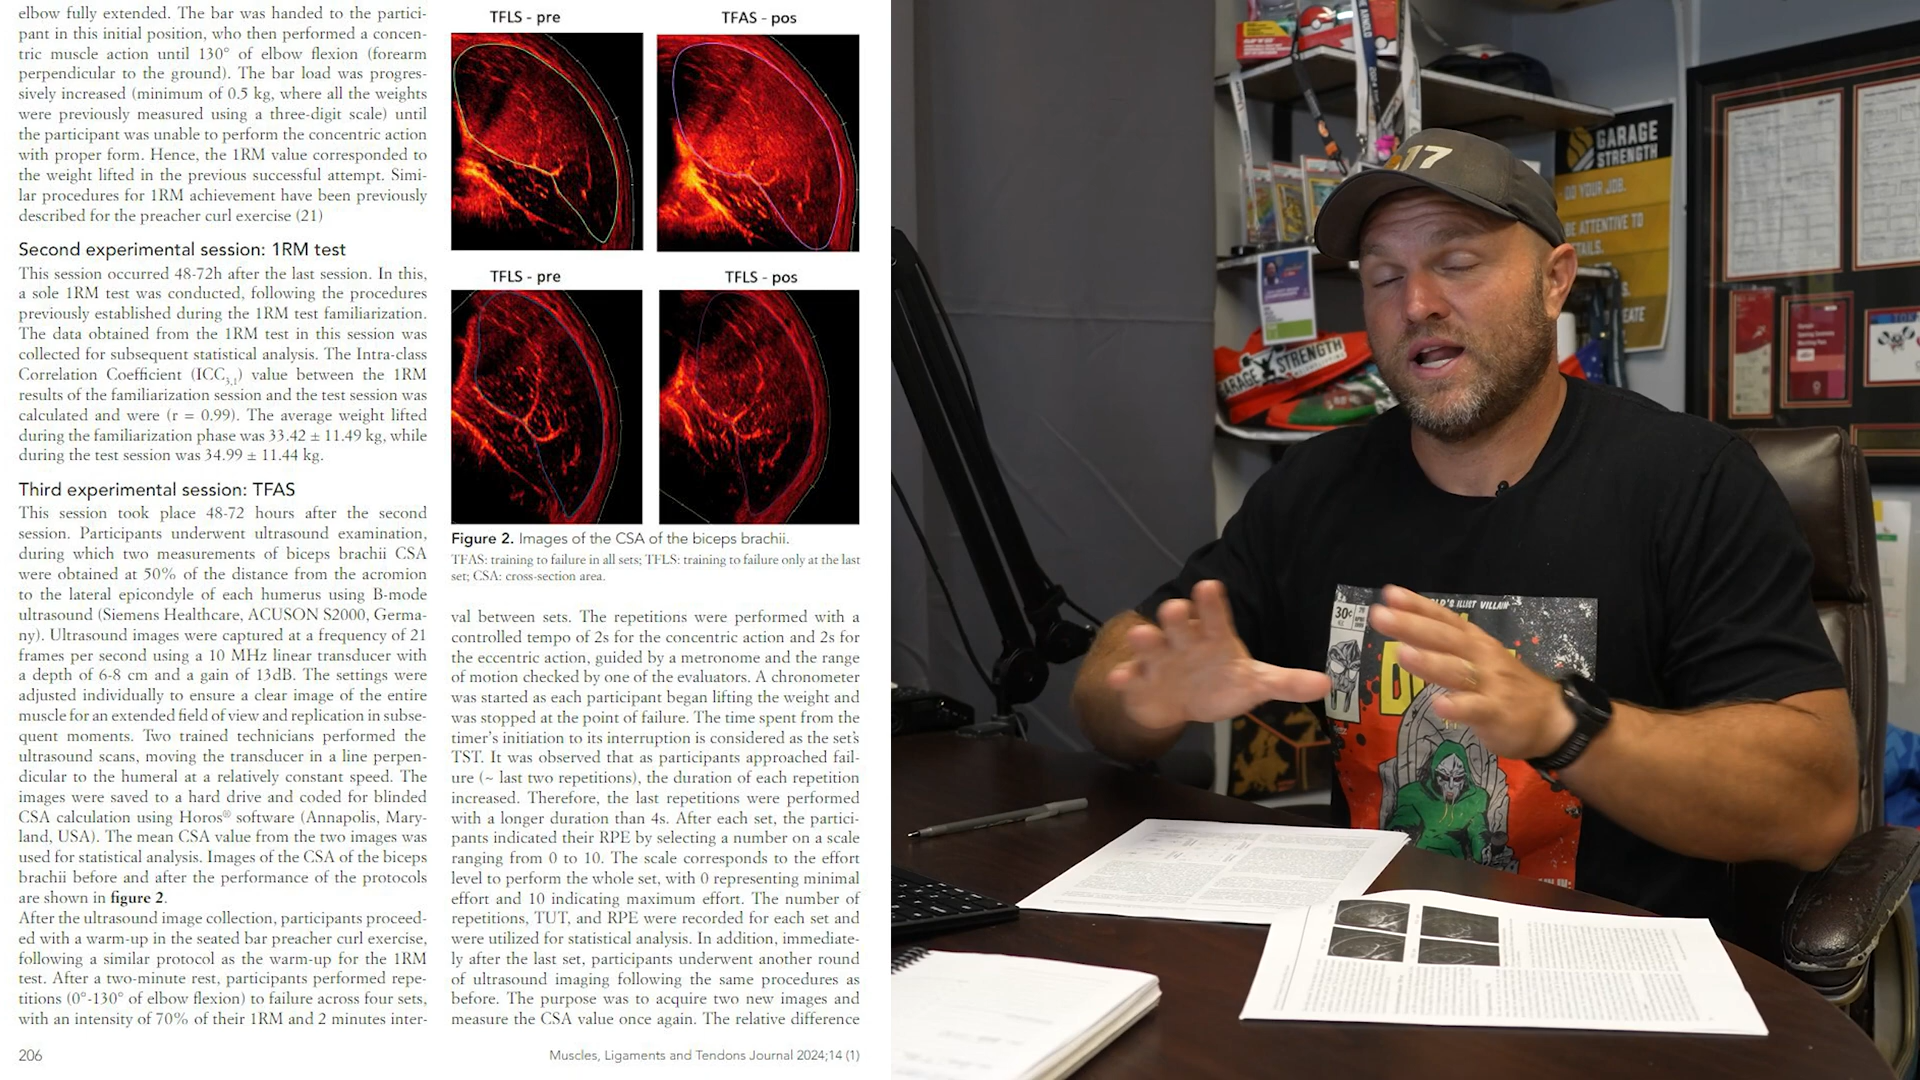 elbow fully extended. The bar was handed to the partici-
pant in this initial position, who then performed a concen-
tric muscle action until 130° of elbow flexion (forearm
perpendicular to the ground). The bar load was progres-
sively increased (minimum of 0.5 kg, where all the weights
were previously measured using a three-digit scale) until
the participant was unable to perform the concentric action
with proper form. Hence, the 1RM value corresponded to
the weight lifted in the previous successful attempt. Simi-
lar procedures for 1RM achievement have been previously
described for the preacher curl exercise (21)
Second experimental session: 1RM test
This session occurred 48-72h after the last session. In this,
a sole 1RM test was conducted, following the procedures
previously established during the 1RM test familiarization.
The data obtained from the 1RM test in this session was
collected for subsequent statistical analysis. The Intra-class
Correlation Coefficient (ICC3,1) value between the 1RM
results of the familiarization session and the test session was
calculated and were (r = 0.99). The average weight lifted
during the familiarization phase was 33.42 ± 11.49 kg, while
during the test session was 34.99 ± 11.44 kg.
Third experimental session: TFAS
This session took place 48-72 hours after the second
session. Participants underwent ultrasound examination,
during which two measurements of biceps brachii CSA
were obtained at 50% of the distance from the acromion
to the lateral epicondyle of each humerus using B-mode
ultrasound (Siemens Healthcare, ACUSON S2000, Germa-
ny). Ultrasound images were captured at a frequency of 21
frames per second using a 10 MHz linear transducer with
a depth of 6-8 cm and a gain of 13dB. The settings were
adjusted individually to ensure a clear image of the entire
muscle for an extended field of view and replication in subse-
quent moments. Two trained technicians performed the
ultrasound scans, moving the transducer in a line perpen-
dicular to the humeral at a relatively constant speed. The
images were saved to a hard drive and coded for blinded
CSA calculation using Horos® software (Annapolis, Mary-
land, USA). The mean CSA value from the two images was
used for statistical analysis. Images of the CSA of the biceps
brachii before and after the performance of the protocols
are shown in figure 2.
After the ultrasound image collection, participants proceed-
ed with a warm-up in the seated bar preacher curl exercise,
following a similar protocol as the warm-up for the 1RM
test. After a two-minute rest, participants performed repe-
titions (0°-130° of elbow flexion) to failure across four sets,
with an intensity of 70% of their 1RM and 2 minutes inter-
TFLS - pre
TFAS - pos
TFLS - pre
TFLS - pos
Figure 2. Images of the CSA of the biceps brachii.
TFAS: training to failure in all sets; TFLS: training to failure only at the last
set; CSA: cross-section area.
val between sets. The repetitions were performed with a
controlled tempo of 2s for the concentric action and 2s for
the eccentric action, guided by a metronome and the range
of motion checked by one of the evaluators. A chronometer
was started as each participant began lifting the weight and
was stopped at the point of failure. The time spent from the
timer's initiation to its interruption is considered as the set's
TST. It was observed that as participants approached fail-
ure (~ last two repetitions), the duration of each repetition
increased. Therefore, the last repetitions were performed
with a longer duration than 4s. After each set, the partici-
pants indicated their RPE by selecting a number on a scale
ranging from 0 to 10. The scale corresponds to the effort
level to perform the whole set, with 0 representing minimal
effort and 10 indicating maximum effort. The number of
repetitions, TUT, and RPE were recorded for each set and
were utilized for statistical analysis. In addition, immediate-
ly after the last set, participants underwent another round
of ultrasound imaging following the same procedures as
before. The purpose was to acquire two new images and
measure the CSA value once again. The relative difference
206
Muscles, Ligaments and Tendons Journal 2024;14 (1)
GARAGE
STRENGTH
DO YOUR JOB.
BE ATTENTIVE TO
GARAGE STRENGTH
17
ILLEST VILLAIN
30¢